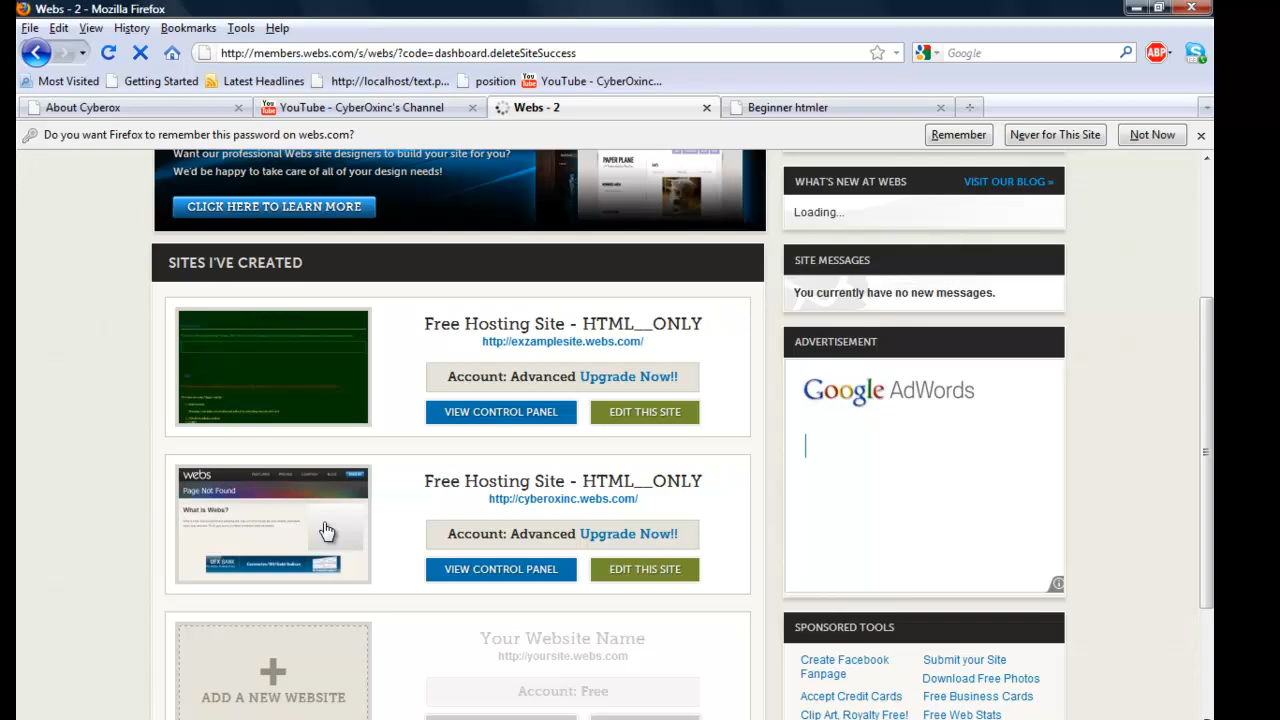 Webs - 2 - Mozilla Firefox
File Edit View History Bookmarks Tools Help
http://members.webs.com/s/webs/?code=dashboard.deleteSiteSuccess
Google
ABP
Most Visited Getting Started Latest Headlines http://localhost/text.p... position YouTube - CyberOxinc...
About Cyberox YouTube - CyberOxinc's Channel Webs - 2 Beginner htmler
Do you want Firefox to remember this password on webs.com? Remember Never for This Site Not Now
Want our professional Webs site designers to build your site for you?
We'd be happy to take care of all of your design needs!
CLICK HERE TO LEARN MORE
PAPER PLANE
SITES I'VE CREATED
Free Hosting Site - HTML__ONLY
http://exzamplesite.webs.com/
Account: Advanced Upgrade Now!!
VIEW CONTROL PANEL EDIT THIS SITE
webs
Page Not Found
What is Webs?
Free Hosting Site - HTML__ONLY
http://cyberoxinc.webs.com/
Account: Advanced Upgrade Now!!
VIEW CONTROL PANEL EDIT THIS SITE
ADD A NEW WEBSITE
Your Website Name
http://yoursite.webs.com
Account: Free
WHAT'S NEW AT WEBS VISIT OUR BLOG »
Loading...
SITE MESSAGES
You currently have no new messages.
ADVERTISEMENT
Google AdWords
SPONSORED TOOLS
Create Facebook Fanpage
Submit your Site
Download Free Photos
Accept Credit Cards Free Business Cards
Clip Art, Royalty Free! Free Web Stats